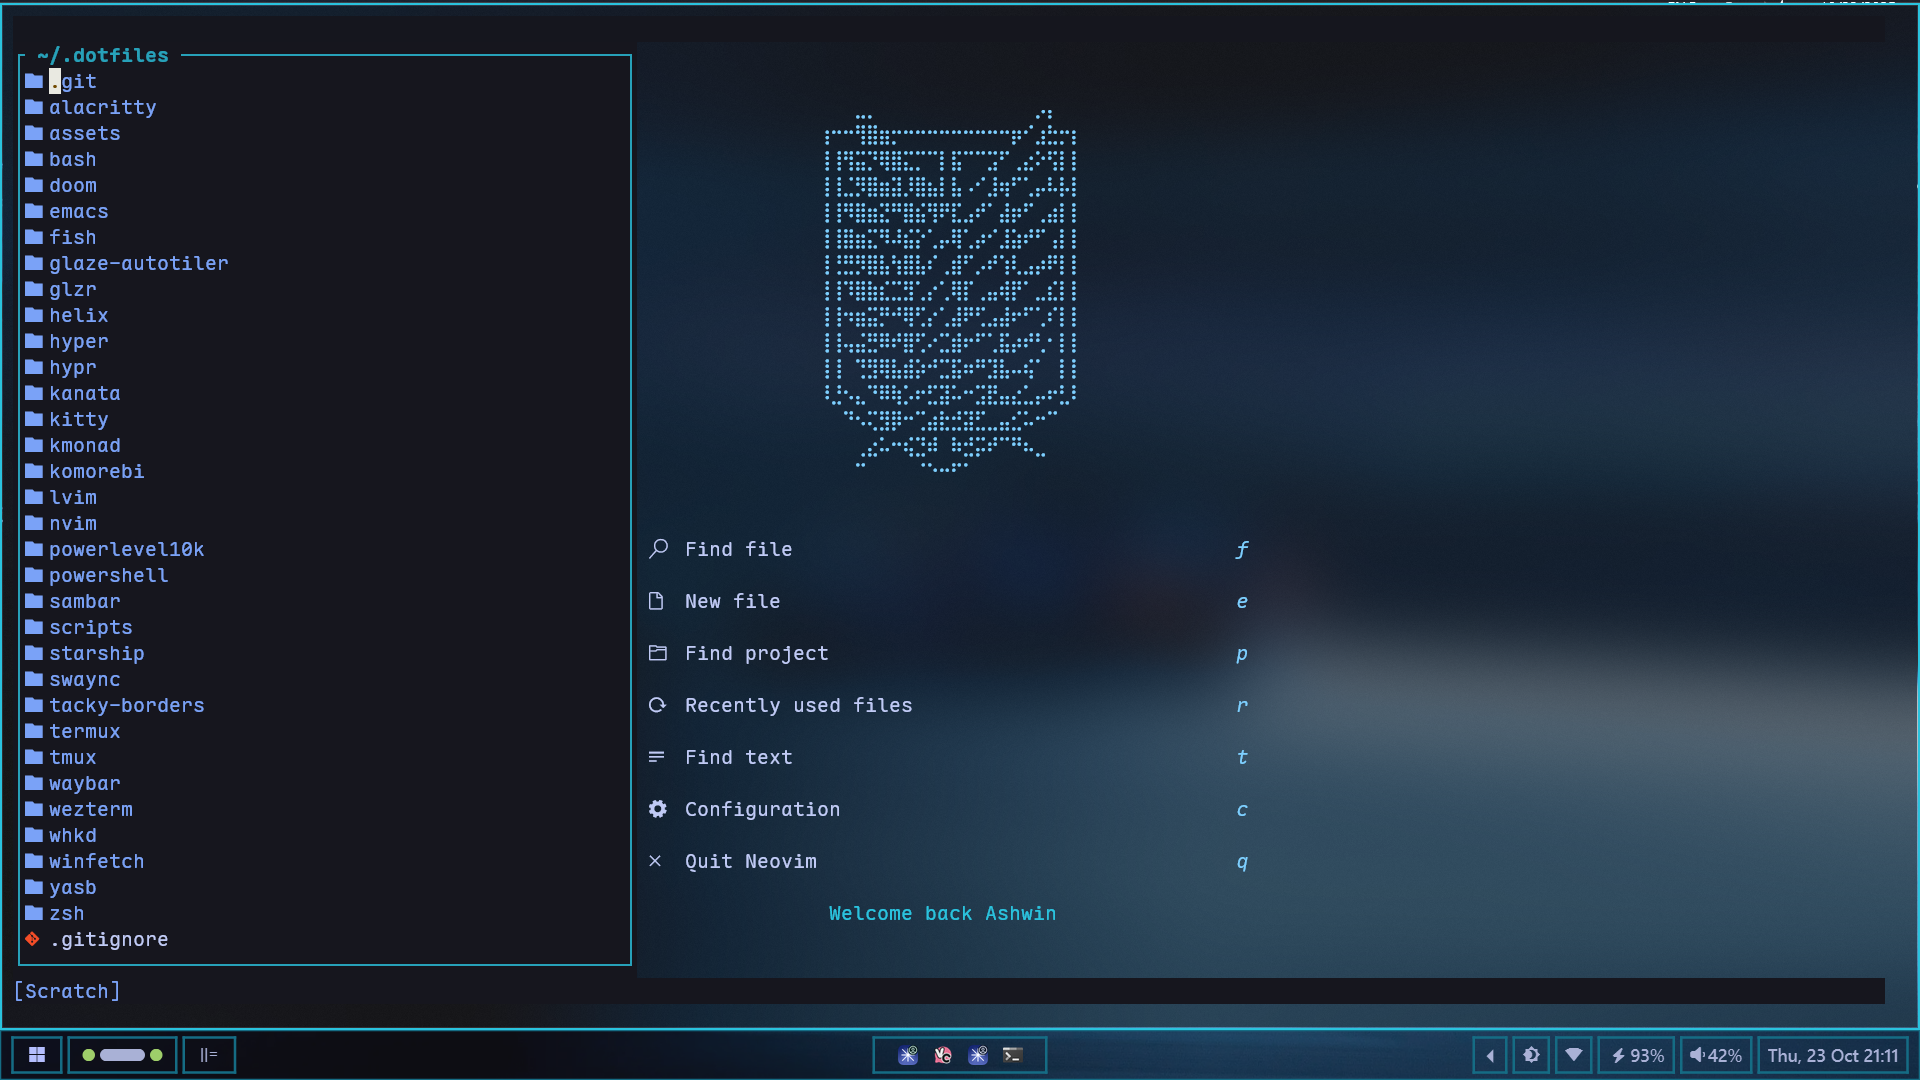 ~/.dotfiles
.git
alacritty
assets
bash
doom
emacs
fish
glaze-autotiler
glzr
helix
hyper
hypr
kanata
kitty
kmonad
komorebi
lvim
nvim
powerlevel10k
powershell
sambar
scripts
starship
swaync
tacky-borders
termux
tmux
waybar
wezterm
whkd
winfetch
yasb
zsh
.gitignore
Find file f
New file e
Find project p
Recently used files r
Find text t
Configuration c
Quit Neovim q
Welcome back Ashwin
[Scratch]
||=
93%
42%
Thu, 23 Oct 21:11